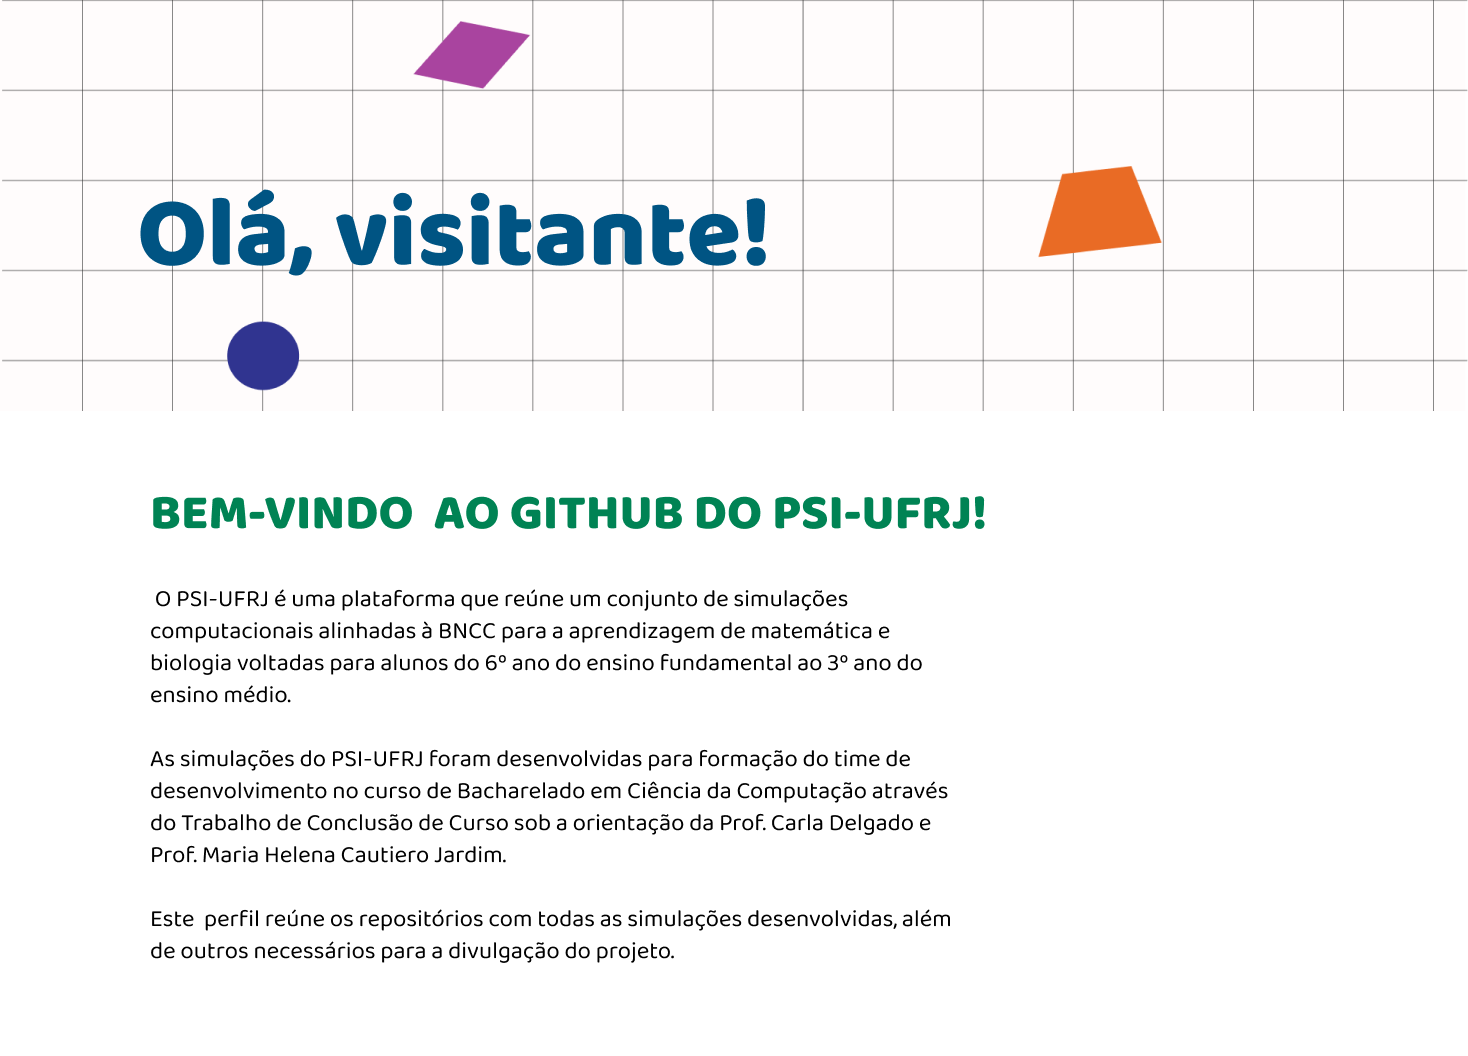 Olá, visitante!
BEM-VINDO  AO GITHUB DO PSI-UFRJ!
O PSI-UFRJ é uma plataforma que reúne um conjunto de simulações
computacionais alinhadas à BNCC para a aprendizagem de matemática e
biologia voltadas para alunos do 6º ano do ensino fundamental ao 3º ano do
ensino médio.
As simulações do PSI-UFRJ foram desenvolvidas para formação do time de
desenvolvimento no curso de Bacharelado em Ciência da Computação através
do Trabalho de Conclusão de Curso sob a orientação da Prof. Carla Delgado e
Prof. Maria Helena Cautiero Jardim.
Este  perfil reúne os repositórios com todas as simulações desenvolvidas, além
de outros necessários para a divulgação do projeto.